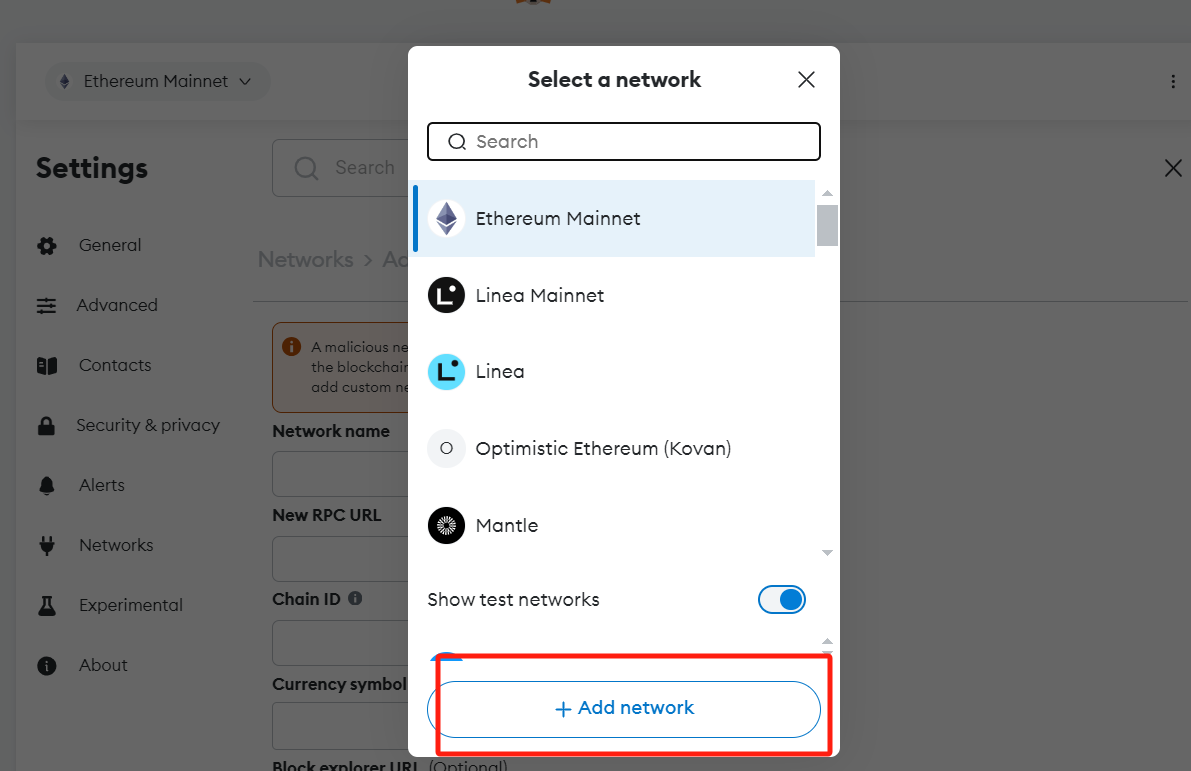 Ethereum Mainnet
Settings
General
Advanced
Contacts
Security & privacy
Alerts
Networks
Experimental
About
Search
Networks > Ac
A malicious ne
the blockchain
add custom ne
Network name
New RPC URL
Chain ID
Currency symbol
Block explorer URL (Optional)
Select a network
Search
Ethereum Mainnet
Linea Mainnet
Linea
O
Optimistic Ethereum (Kovan)
Mantle
Show test networks
+ Add network